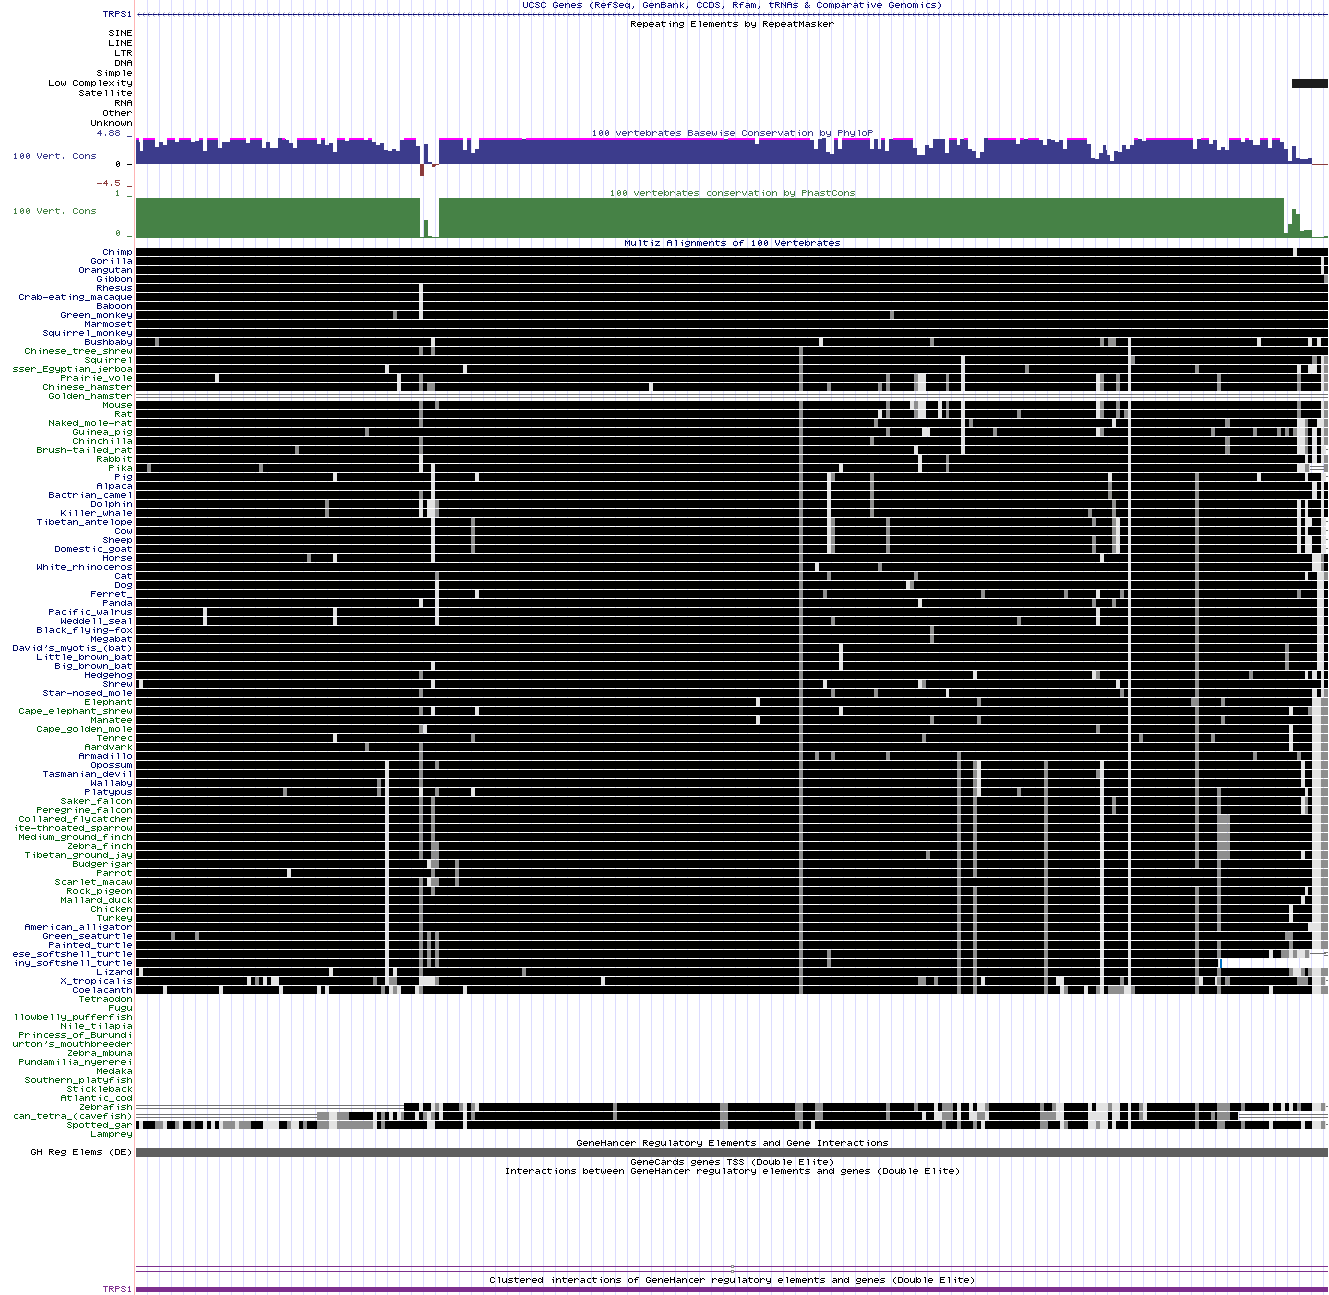 UCSC Genes (RefSeq, GenBank, CCDS, Rfam, tRNAs & Comparative Genomics)
TRPS1
Repeating Elements by RepeatMasker
SINE
LINE
LTR
DNA
Simple
Low Complexity
Satellite
RNA
Other
Unknown
4.88 _
100 vertebrates Basewise Conservation by PhyloP
100 Vert. Cons
0 _
-4.5 _
100 vertebrates conservation by PhastCons
1 _
100 Vert. Cons
0 _
Multiz Alignments of 100 Vertebrates
Chimp
Gorilla
Orangutan
Gibbon
Rhesus
Crab-eating_macaque
Baboon
Green_monkey
Marmoset
Squirrel_monkey
Bushbaby
Chinese_tree_shrew
Squirrel
sser_Egyptian_jerboa
Prairie_vole
Chinese_hamster
Golden_hamster
Mouse
Rat
Naked_mole-rat
Guinea_pig
Chinchilla
Brush-tailed_rat
Rabbit
Pika
Pig
Alpaca
Bactrian_camel
Dolphin
Killer_whale
Tibetan_antelope
Cow
Sheep
Domestic_goat
Horse
White_rhinoceros
Cat
Dog
Ferret_
Panda
Pacific_walrus
Weddell_seal
Black_flying-fox
Megabat
David's_myotis_(bat)
Little_brown_bat
Big_brown_bat
Hedgehog
Shrew
Star-nosed_mole
Elephant
Cape_elephant_shrew
Manatee
Cape_golden_mole
Tenrec
Aardvark
Armadillo
Opossum
Tasmanian_devil
Wallaby
Platypus
Saker_falcon
Peregrine_falcon
Collared_flycatcher
ite-throated_sparrow
Medium_ground_finch
Zebra_finch
Tibetan_ground_jay
Budgerigar
Parrot
Scarlet_macaw
Rock_pigeon
Mallard_duck
Chicken
Turkey
American_alligator
Green_seaturtle
Painted_turtle
ese_softshell_turtle
iny_softshell_turtle
Lizard
X_tropicalis
Coelacanth
Tetraodon
Fugu
llowbelly_pufferfish
Nile_tilapia
Princess_of_Burundi
urton's_mouthbreeder
Zebra_mbuna
Pundamilia_nyererei
Medaka
Southern_platyfish
Stickleback
Atlantic_cod
Zebrafish
can_tetra_(cavefish)
Spotted_gar
Lamprey
GeneHancer Regulatory Elements and Gene Interactions
GH Reg Elems (DE)
GeneCards genes TSS (Double Elite)
Interactions between GeneHancer regulatory elements and genes (Double Elite)
Clustered interactions of GeneHancer regulatory elements and genes (Double Elite)
TRPS1